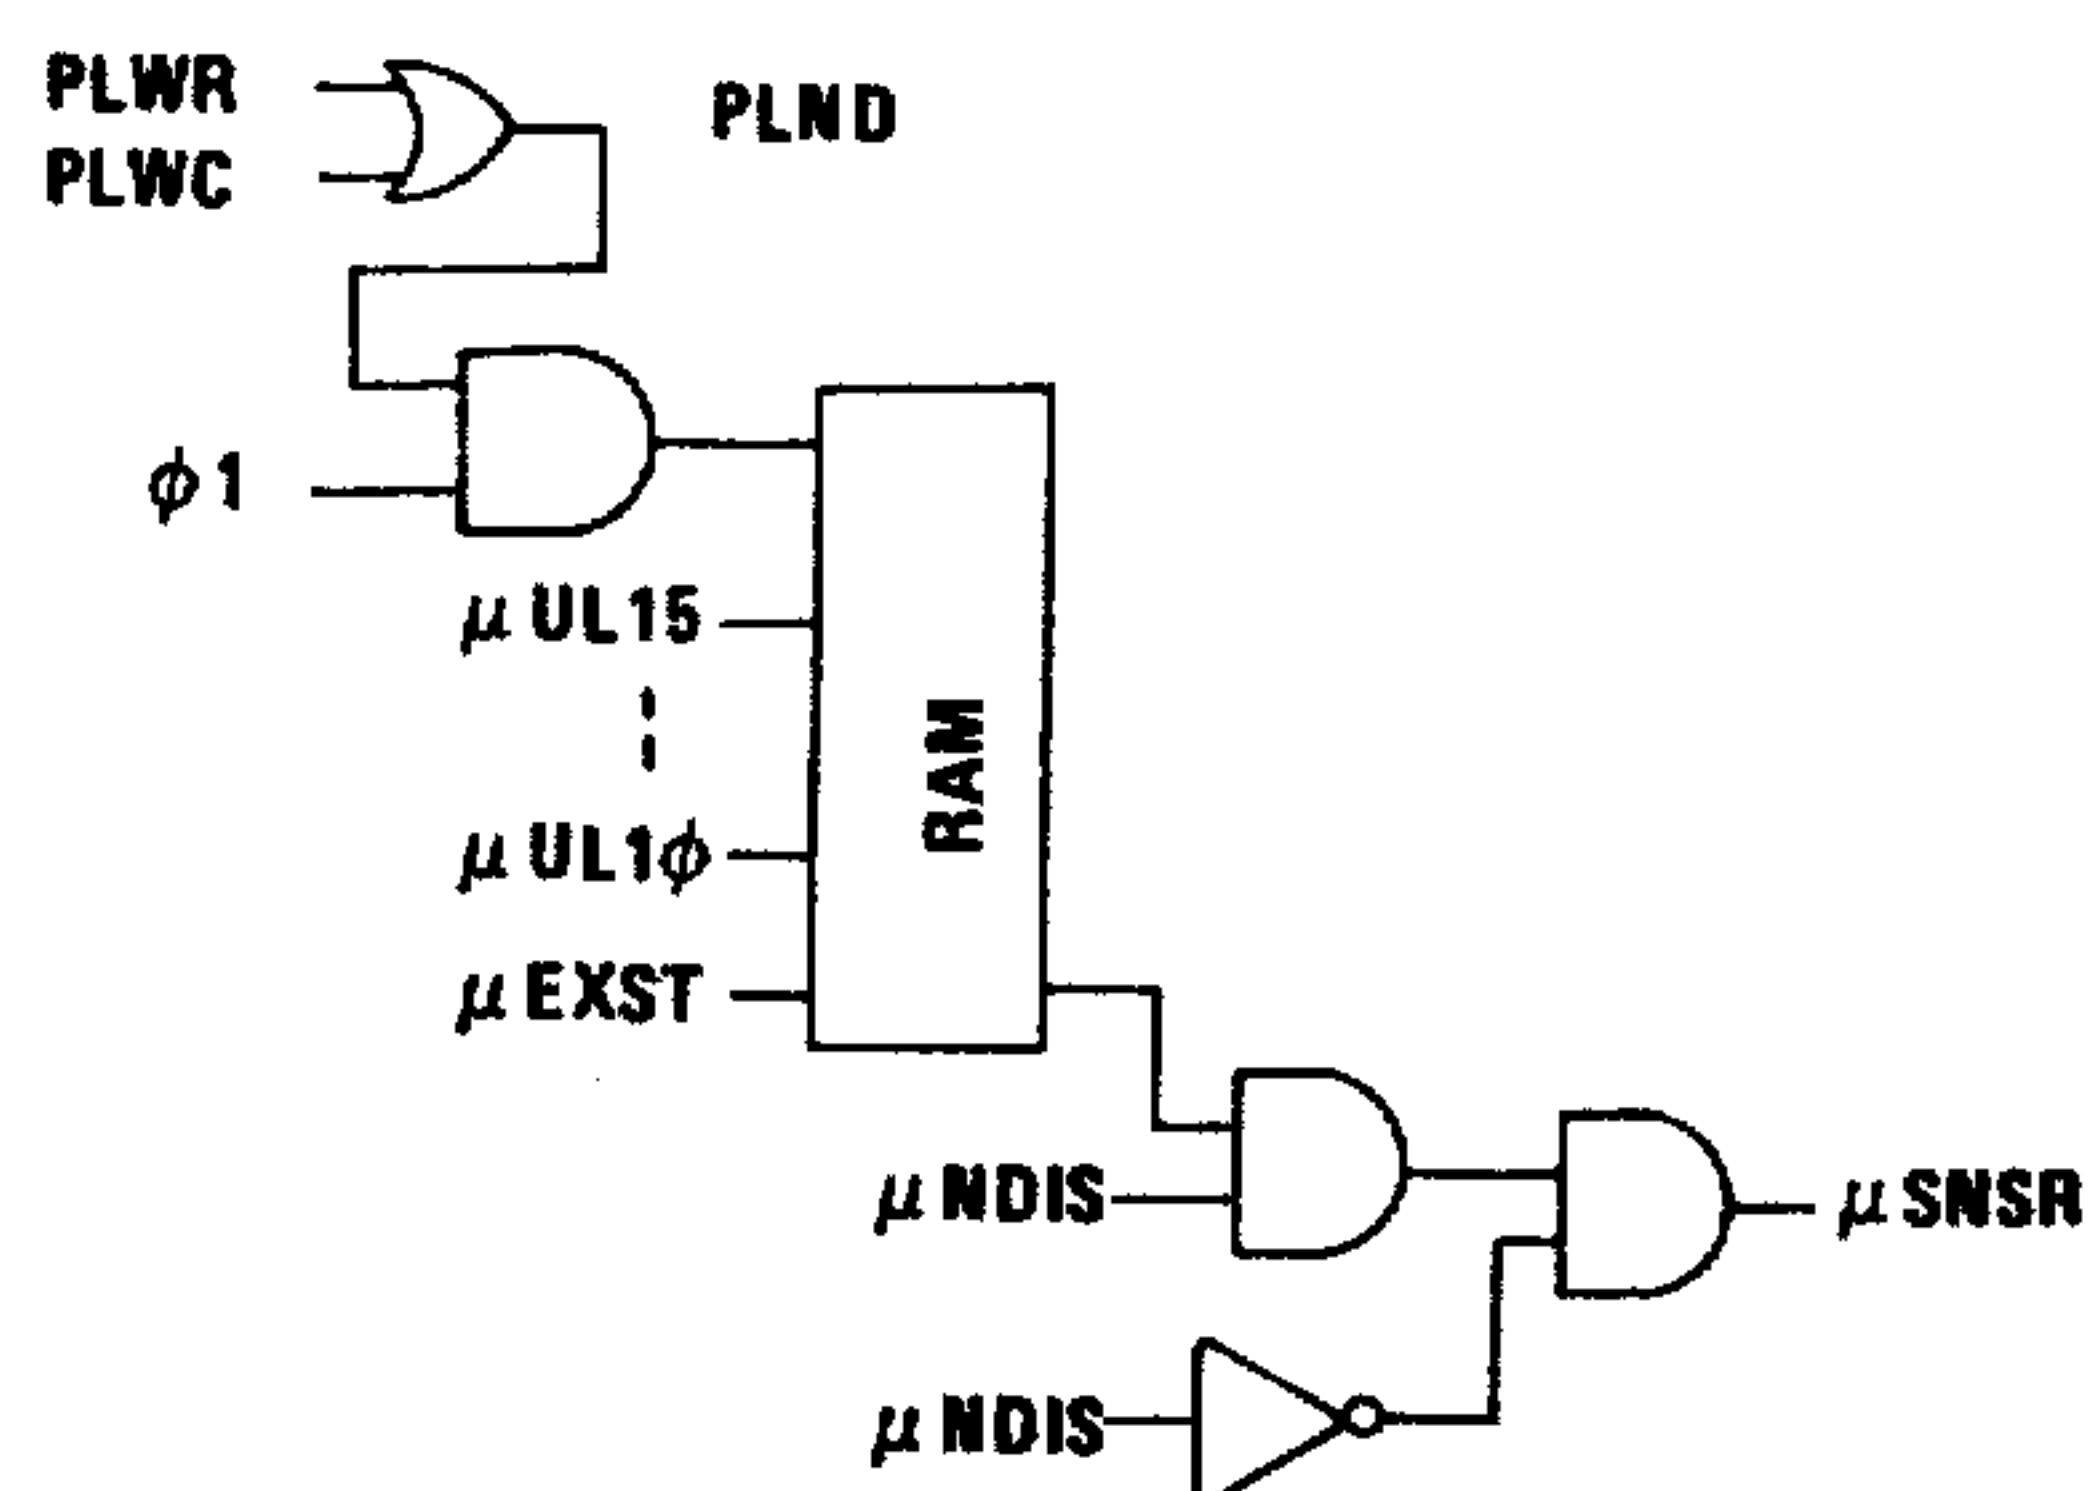 PLWR
PLND
PLWC
ϕ1
μUL15
μUL1ϕ
RAM
μEXST
μNDIS
μSNSR
μNDIS